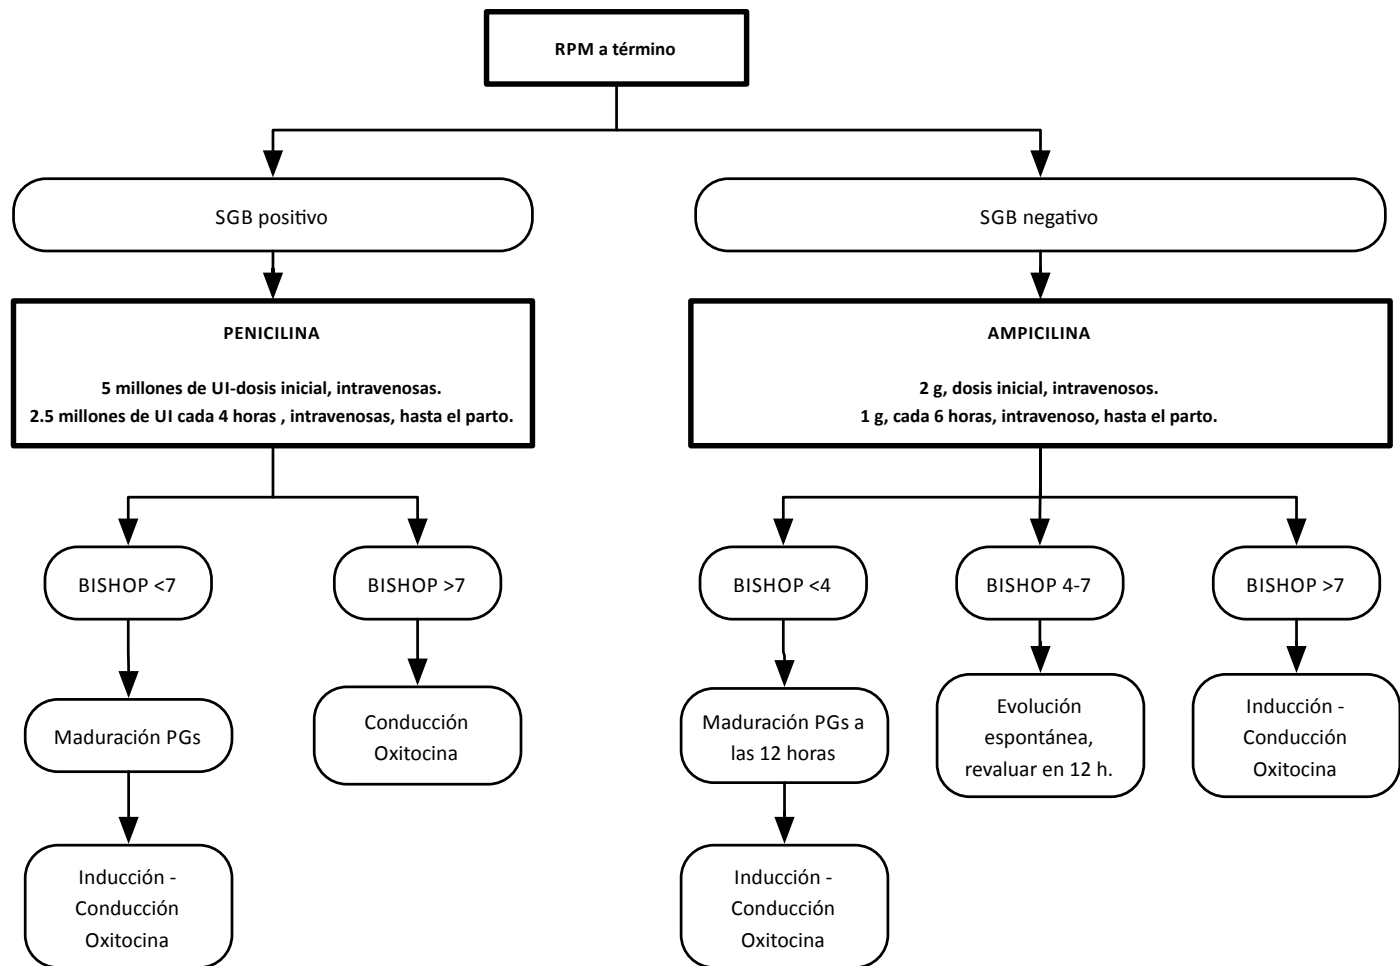 RPM a término
SGB positivo
SGB negativo
PENICILINA
5 millones de UI-dosis inicial, intravenosas.
2.5 millones de UI cada 4 horas , intravenosas, hasta el parto.
AMPICILINA
2 g, dosis inicial, intravenosos.
1 g, cada 6 horas, intravenoso, hasta el parto.
BISHOP <7
BISHOP >7
BISHOP <4
BISHOP 4-7
BISHOP >7
Maduración PGs
Conducción
Oxitocina
Maduración PGs a
las 12 horas
Evolución
espontánea,
revaluar en 12 h.
Inducción -
Conducción
Oxitocina
Inducción -
Conducción
Oxitocina
Inducción -
Conducción
Oxitocina